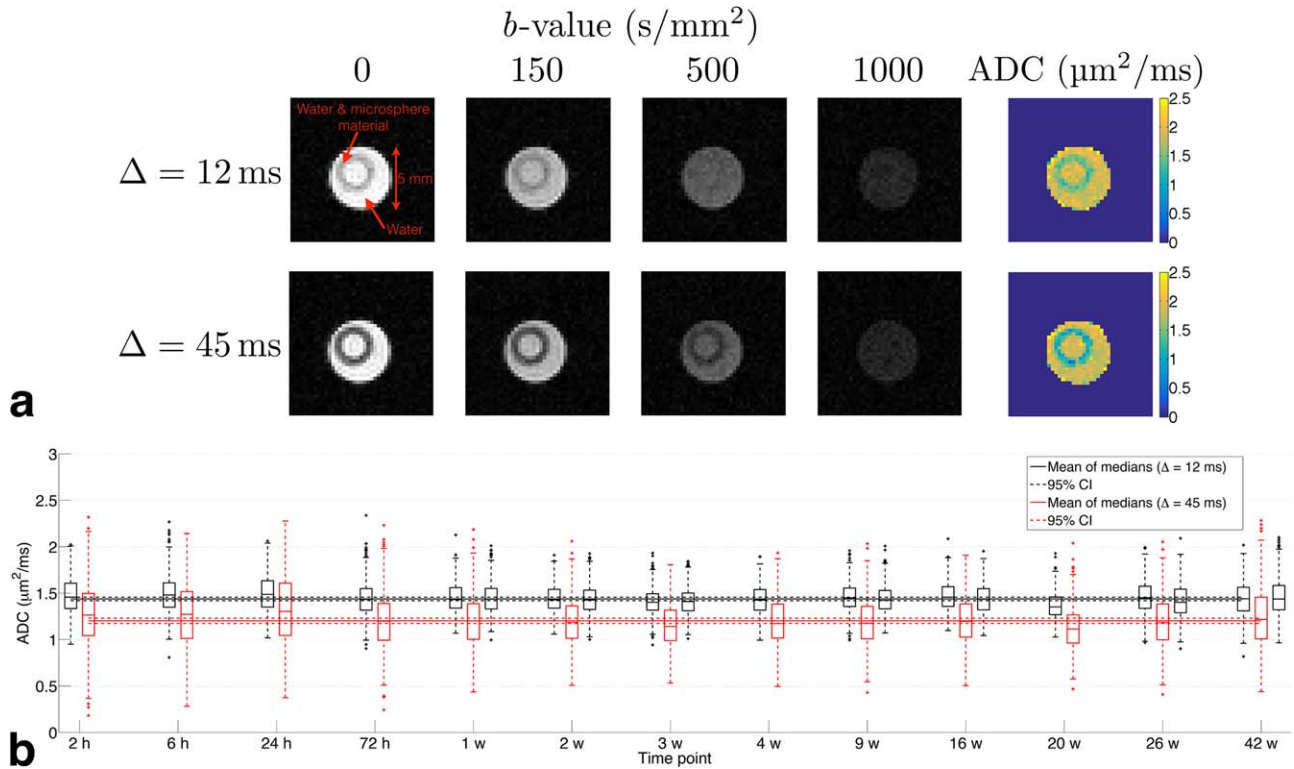 b-value (s/mm²)
0 150 500 1000 ADC (µm²/ms)
Water & microsphere
material
5 mm
Water
Δ = 12 ms
2.5
2
1.5
1
0.5
0
Δ = 45 ms
2.5
2
1.5
1
0.5
0
a
3
2.5
2
1.5
1
0.5
0
ADC (µm²/ms)
Mean of medians (Δ = 12 ms)
95% CI
Mean of medians (Δ = 45 ms)
95% CI
2 h 6 h 24 h 72 h 1 w 2 w 3 w 4 w 9 w 16 w 20 w 26 w 42 w
Time point
b